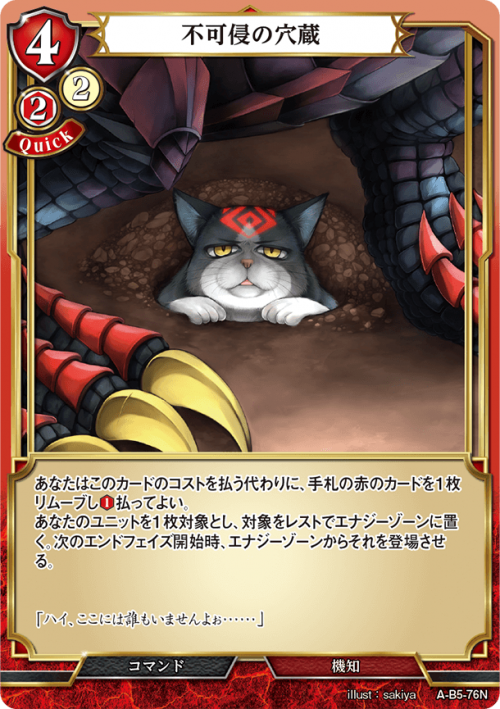 4
不可侵の穴蔵
2
2
Quick
あなたはこのカードのコストを払う代わりに、手札の赤のカードを1枚
リムーブし1払ってよい。
あなたのユニットを1枚対象とし、対象をレストでエナジーゾーンに置
く。次のエンドフェイズ開始時、エナジーゾーンからそれを登場させ
る。
「ハイ、ここには誰もいませんよぉ……」
コマンド
機知
illust：sakiya A-B5-76N